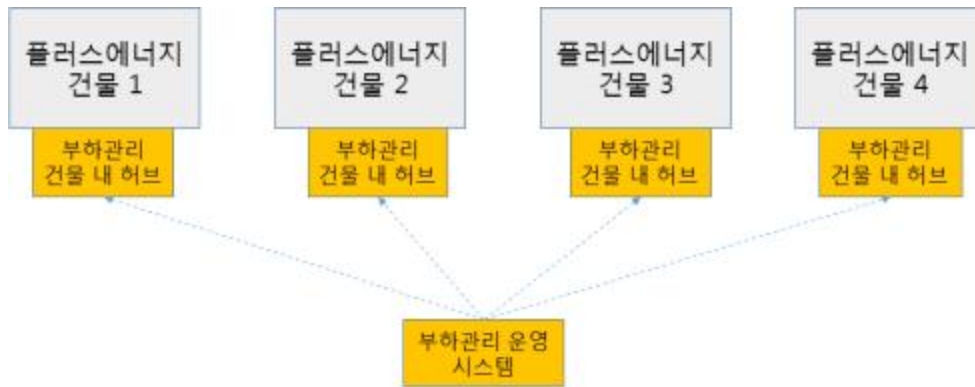 플러스에너지
건물 1
플러스에너지
건물 2
플러스에너지
건물 3
플러스에너지
건물 4
부하관리
건물 내 허브
부하관리
건물 내 허브
부하관리
건물 내 허브
부하관리
건물 내 허브
부하관리 운영
시스템